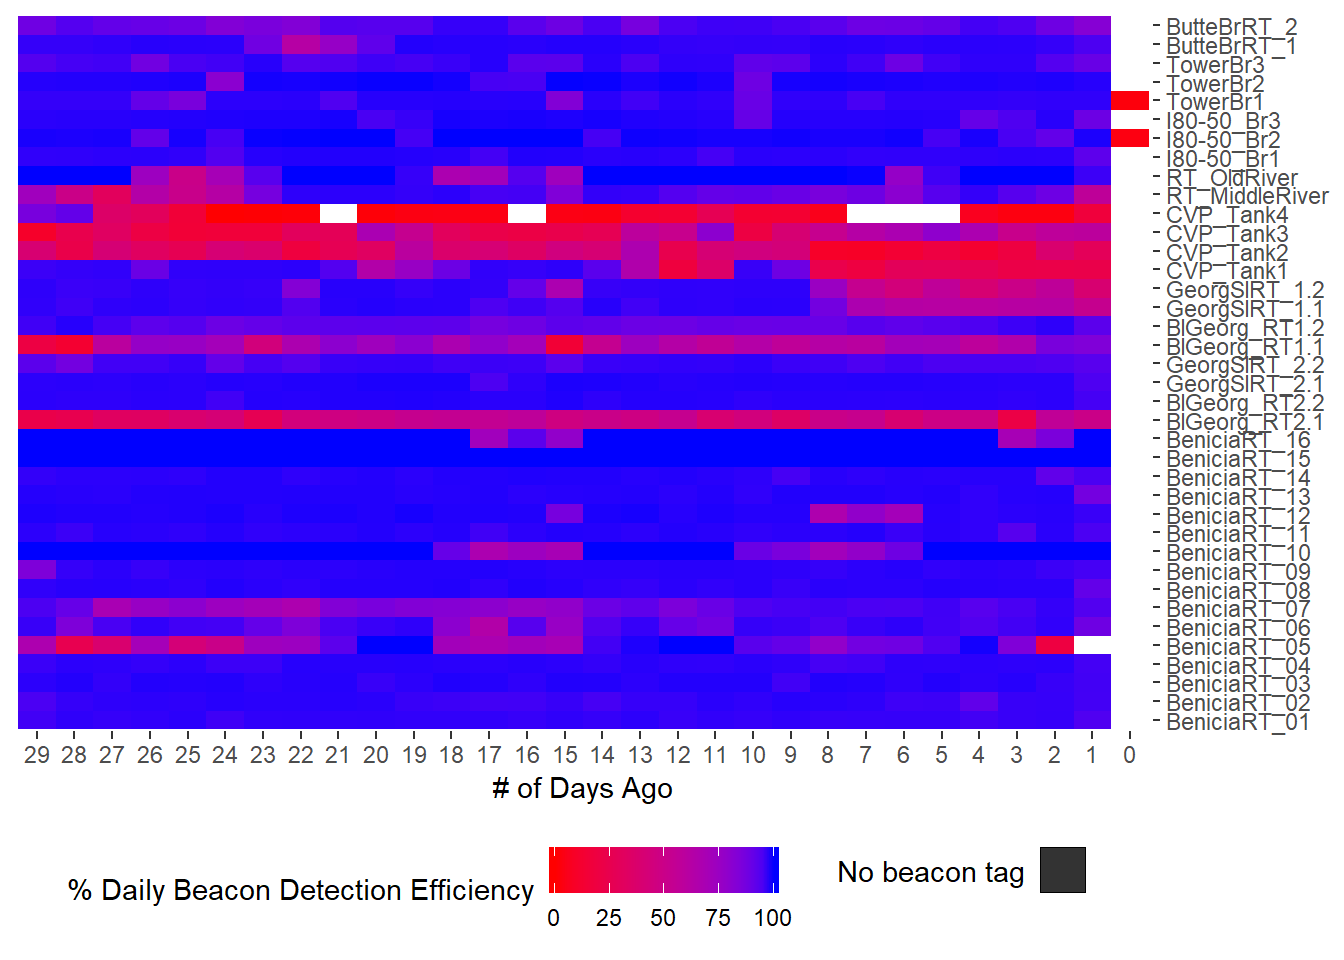 ButteBrRT_2
ButteBrRT_1
TowerBr3
TowerBr2
TowerBr1
I80-50_Br3
I80-50_Br2
I80-50_Br1
RT_OldRiver
RT_MiddleRiver
CVP_Tank4
CVP_Tank3
CVP_Tank2
CVP_Tank1
GeorgSlRT_1.2
GeorgSlRT_1.1
BlGeorg_RT1.2
BlGeorg_RT1.1
GeorgSlRT_2.2
GeorgSlRT_2.1
BlGeorg_RT2.2
BlGeorg_RT2.1
BeniciaRT_16
BeniciaRT_15
BeniciaRT_14
BeniciaRT_13
BeniciaRT_12
BeniciaRT_11
BeniciaRT_10
BeniciaRT_09
BeniciaRT_08
BeniciaRT_07
BeniciaRT_06
BeniciaRT_05
BeniciaRT_04
BeniciaRT_03
BeniciaRT_02
BeniciaRT_01
29 28 27 26 25 24 23 22 21 20 19 18 17 16 15 14 13 12 11 10 9 8 7 6 5 4 3 2 1 0
# of Days Ago
% Daily Beacon Detection Efficiency
0 25 50 75 100
No beacon tag